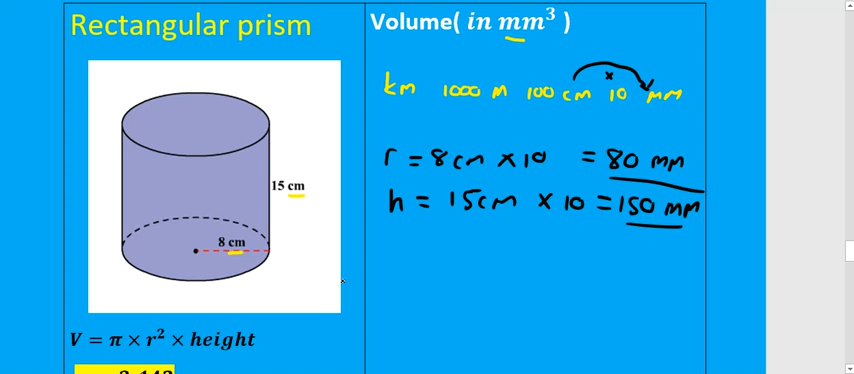 Rectangular prism
15 cm
8 cm
V = π × r² × height
Volume( in mm³ )
km 1000 M 100 cm 10 mm
×
r = 8cm × 10 = 80 mm
h = 15cm × 10 = 150 mm